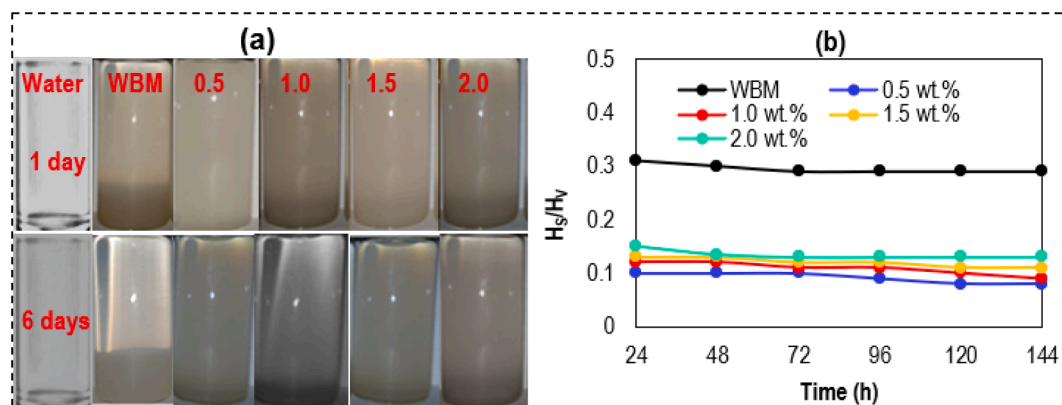 (a)
Water WBM 0.5 1.0 1.5 2.0
1 day
6 days
(b)
0.5
0.4
0.3
0.2
0.1
0
WBM 0.5 wt.%
1.0 wt.% 1.5 wt.%
2.0 wt.%
HS/HV
24 48 72 96 120 144
Time (h)